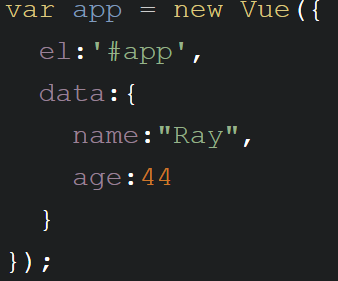 var app = new Vue({
  el:'#app',
  data:{
    name:"Ray",
    age:44
  }
});